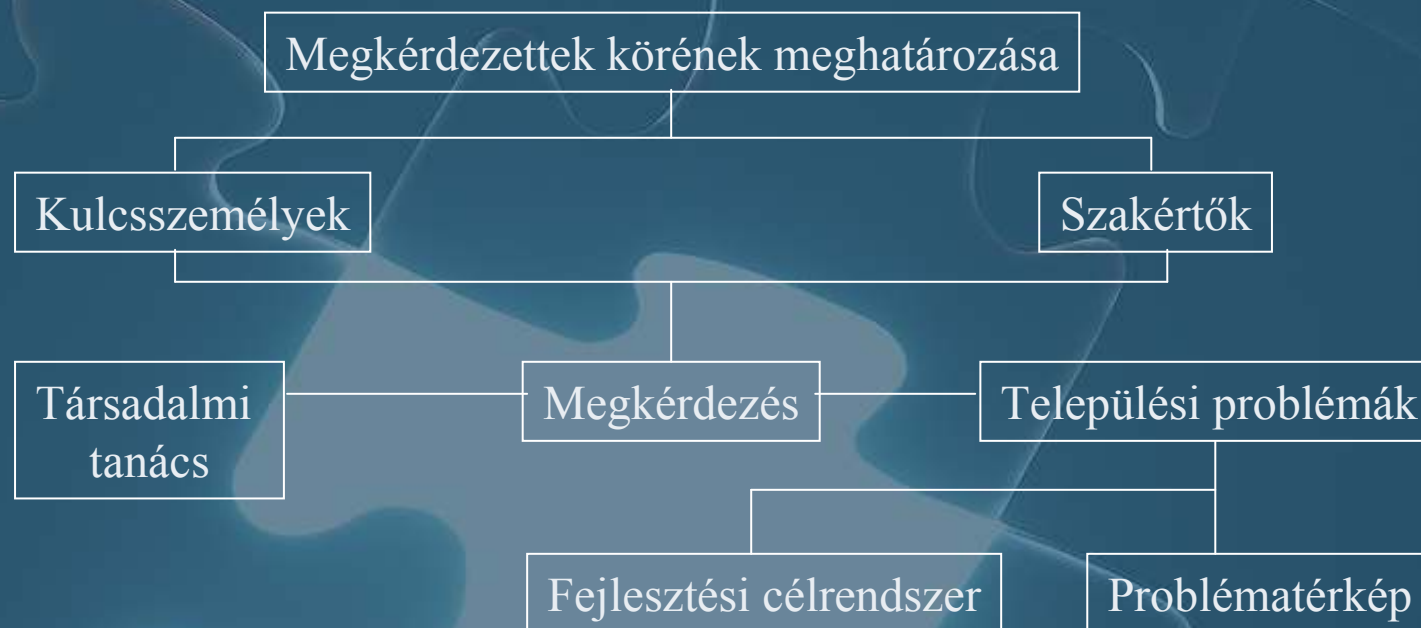 Megkérdezettek körének meghatározása
Kulcsszemélyek
Szakértők
Társadalmi
tanács
Megkérdezés
Települési problémák
Fejlesztési célrendszer
Problématérkép